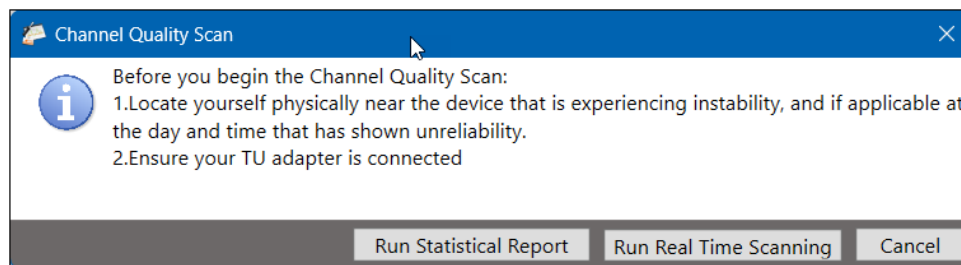 Channel Quality Scan
Before you begin the Channel Quality Scan:
1.Locate yourself physically near the device that is experiencing instability, and if applicable at
the day and time that has shown unreliability.
2.Ensure your TU adapter is connected
Run Statistical Report Run Real Time Scanning Cancel